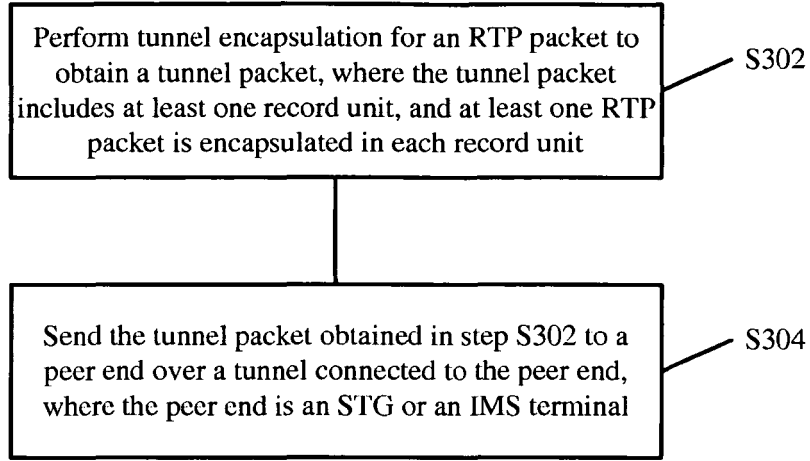 Perform tunnel encapsulation for an RTP packet to
obtain a tunnel packet, where the tunnel packet
includes at least one record unit, and at least one RTP
packet is encapsulated in each record unit
S302
Send the tunnel packet obtained in step S302 to a
peer end over a tunnel connected to the peer end,
where the peer end is an STG or an IMS terminal
S304